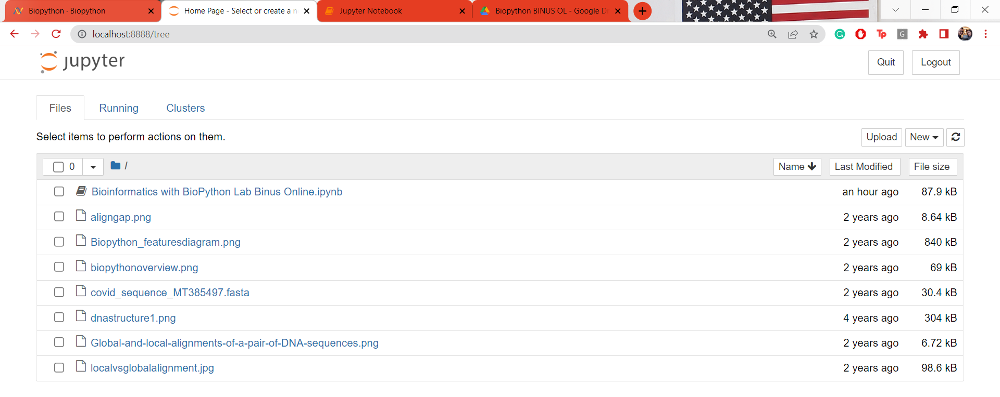 Biopython · Biopython
Home Page - Select or create a n
Jupyter Notebook
Biopython BINUS OL - Google Dr
localhost:8888/tree
jupyter
Quit
Logout
Files
Running
Clusters
Select items to perform actions on them.
Upload
New
0
/
Name
Last Modified
File size
Bioinformatics with BioPython Lab Binus Online.ipynb an hour ago 87.9 kB
aligngap.png 2 years ago 8.64 kB
Biopython_featuresdiagram.png 2 years ago 840 kB
biopythonoverview.png 2 years ago 69 kB
covid_sequence_MT385497.fasta 2 years ago 30.4 kB
dnastructure1.png 4 years ago 304 kB
Global-and-local-alignments-of-a-pair-of-DNA-sequences.png 2 years ago 6.72 kB
localvsglobalalignment.jpg 2 years ago 98.6 kB